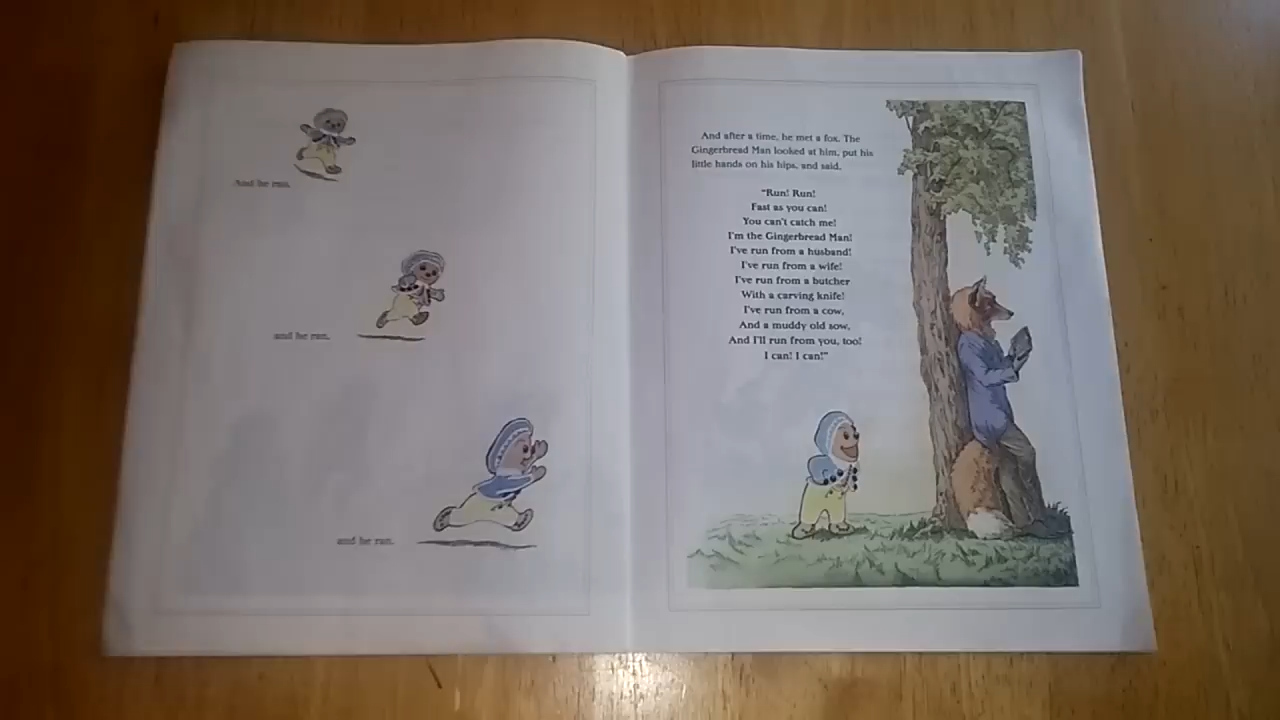 And he ran,
and he ran,
and he ran.
And after a time, he met a fox. The
Gingerbread Man looked at him, put his
little hands on his hips, and said,
"Run! Run!
Fast as you can!
You can't catch me!
I'm the Gingerbread Man!
I've run from a husband!
I've run from a wife!
I've run from a butcher
With a carving knife!
I've run from a cow,
And a muddy old sow,
And I'll run from you, too!
I can! I can!"